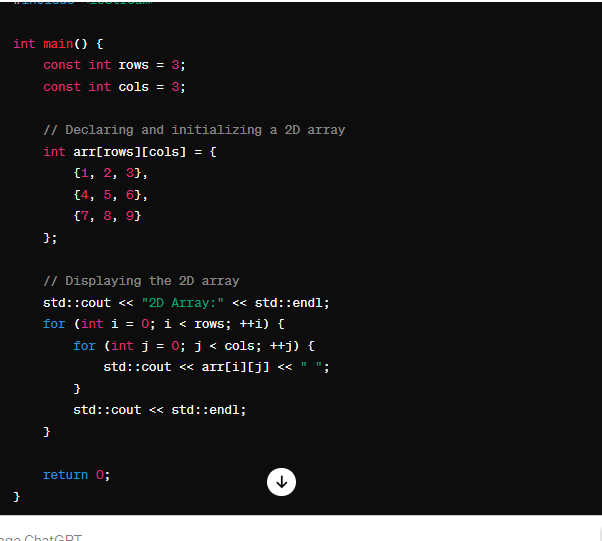 #include <iostream>
int main() {
const int rows = 3;
const int cols = 3;
// Declaring and initializing a 2D array
int arr[rows][cols] = {
{1, 2, 3},
{4, 5, 6},
{7, 8, 9}
};
// Displaying the 2D array
std::cout << "2D Array:" << std::endl;
for (int i = 0; i < rows; ++i) {
for (int j = 0; j < cols; ++j) {
std::cout << arr[i][j] << " ";
}
std::cout << std::endl;
}
return 0;
}
ChatGPT